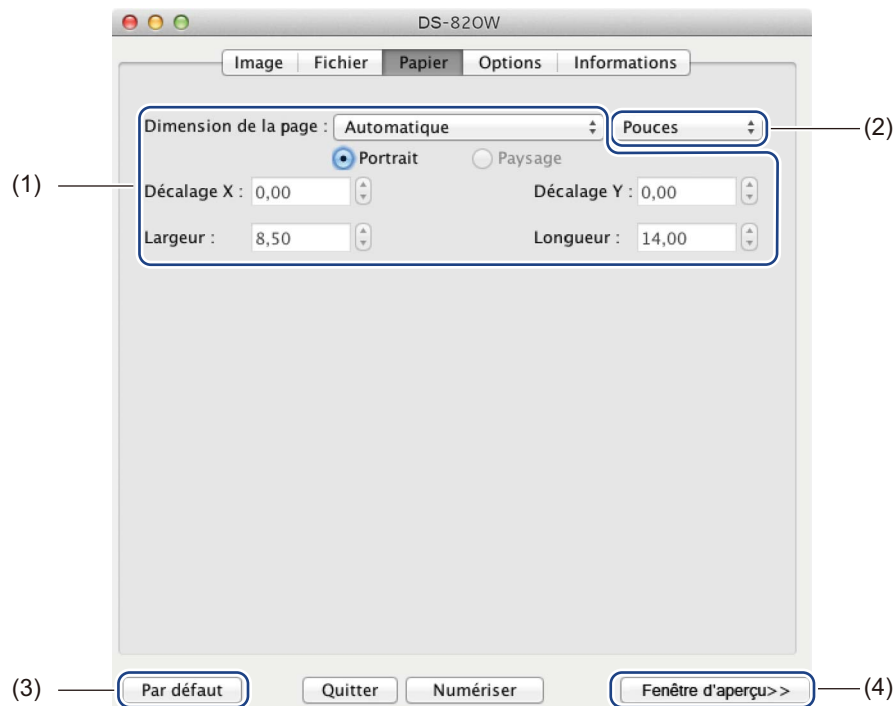 DS-820W
Image Fichier Papier Options Informations
Dimension de la page : Automatique Pouces (2)
Portrait Paysage
(1)
Décalage X : 0,00 Décalage Y : 0,00
Largeur : 8,50 Longueur : 14,00
(3) Par défaut Quitter Numériser Fenêtre d'aperçu>> (4)